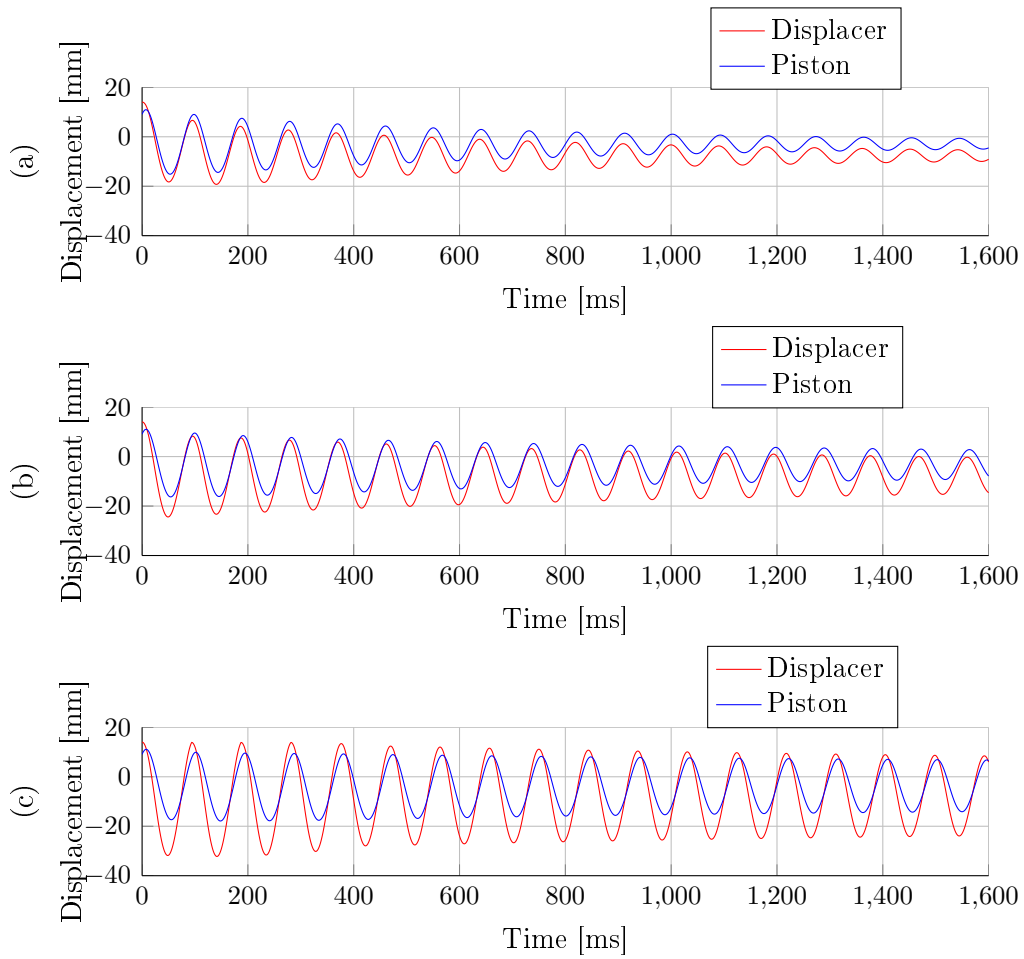 (a)
Displacement [mm]
Displacer
Piston
20
0
−20
−40
0 200 400 600 800 1,000 1,200 1,400 1,600
Time [ms]
(b)
Displacement [mm]
Displacer
Piston
20
0
−20
−40
0 200 400 600 800 1,000 1,200 1,400 1,600
Time [ms]
(c)
Displacement [mm]
Displacer
Piston
20
0
−20
−40
0 200 400 600 800 1,000 1,200 1,400 1,600
Time [ms]